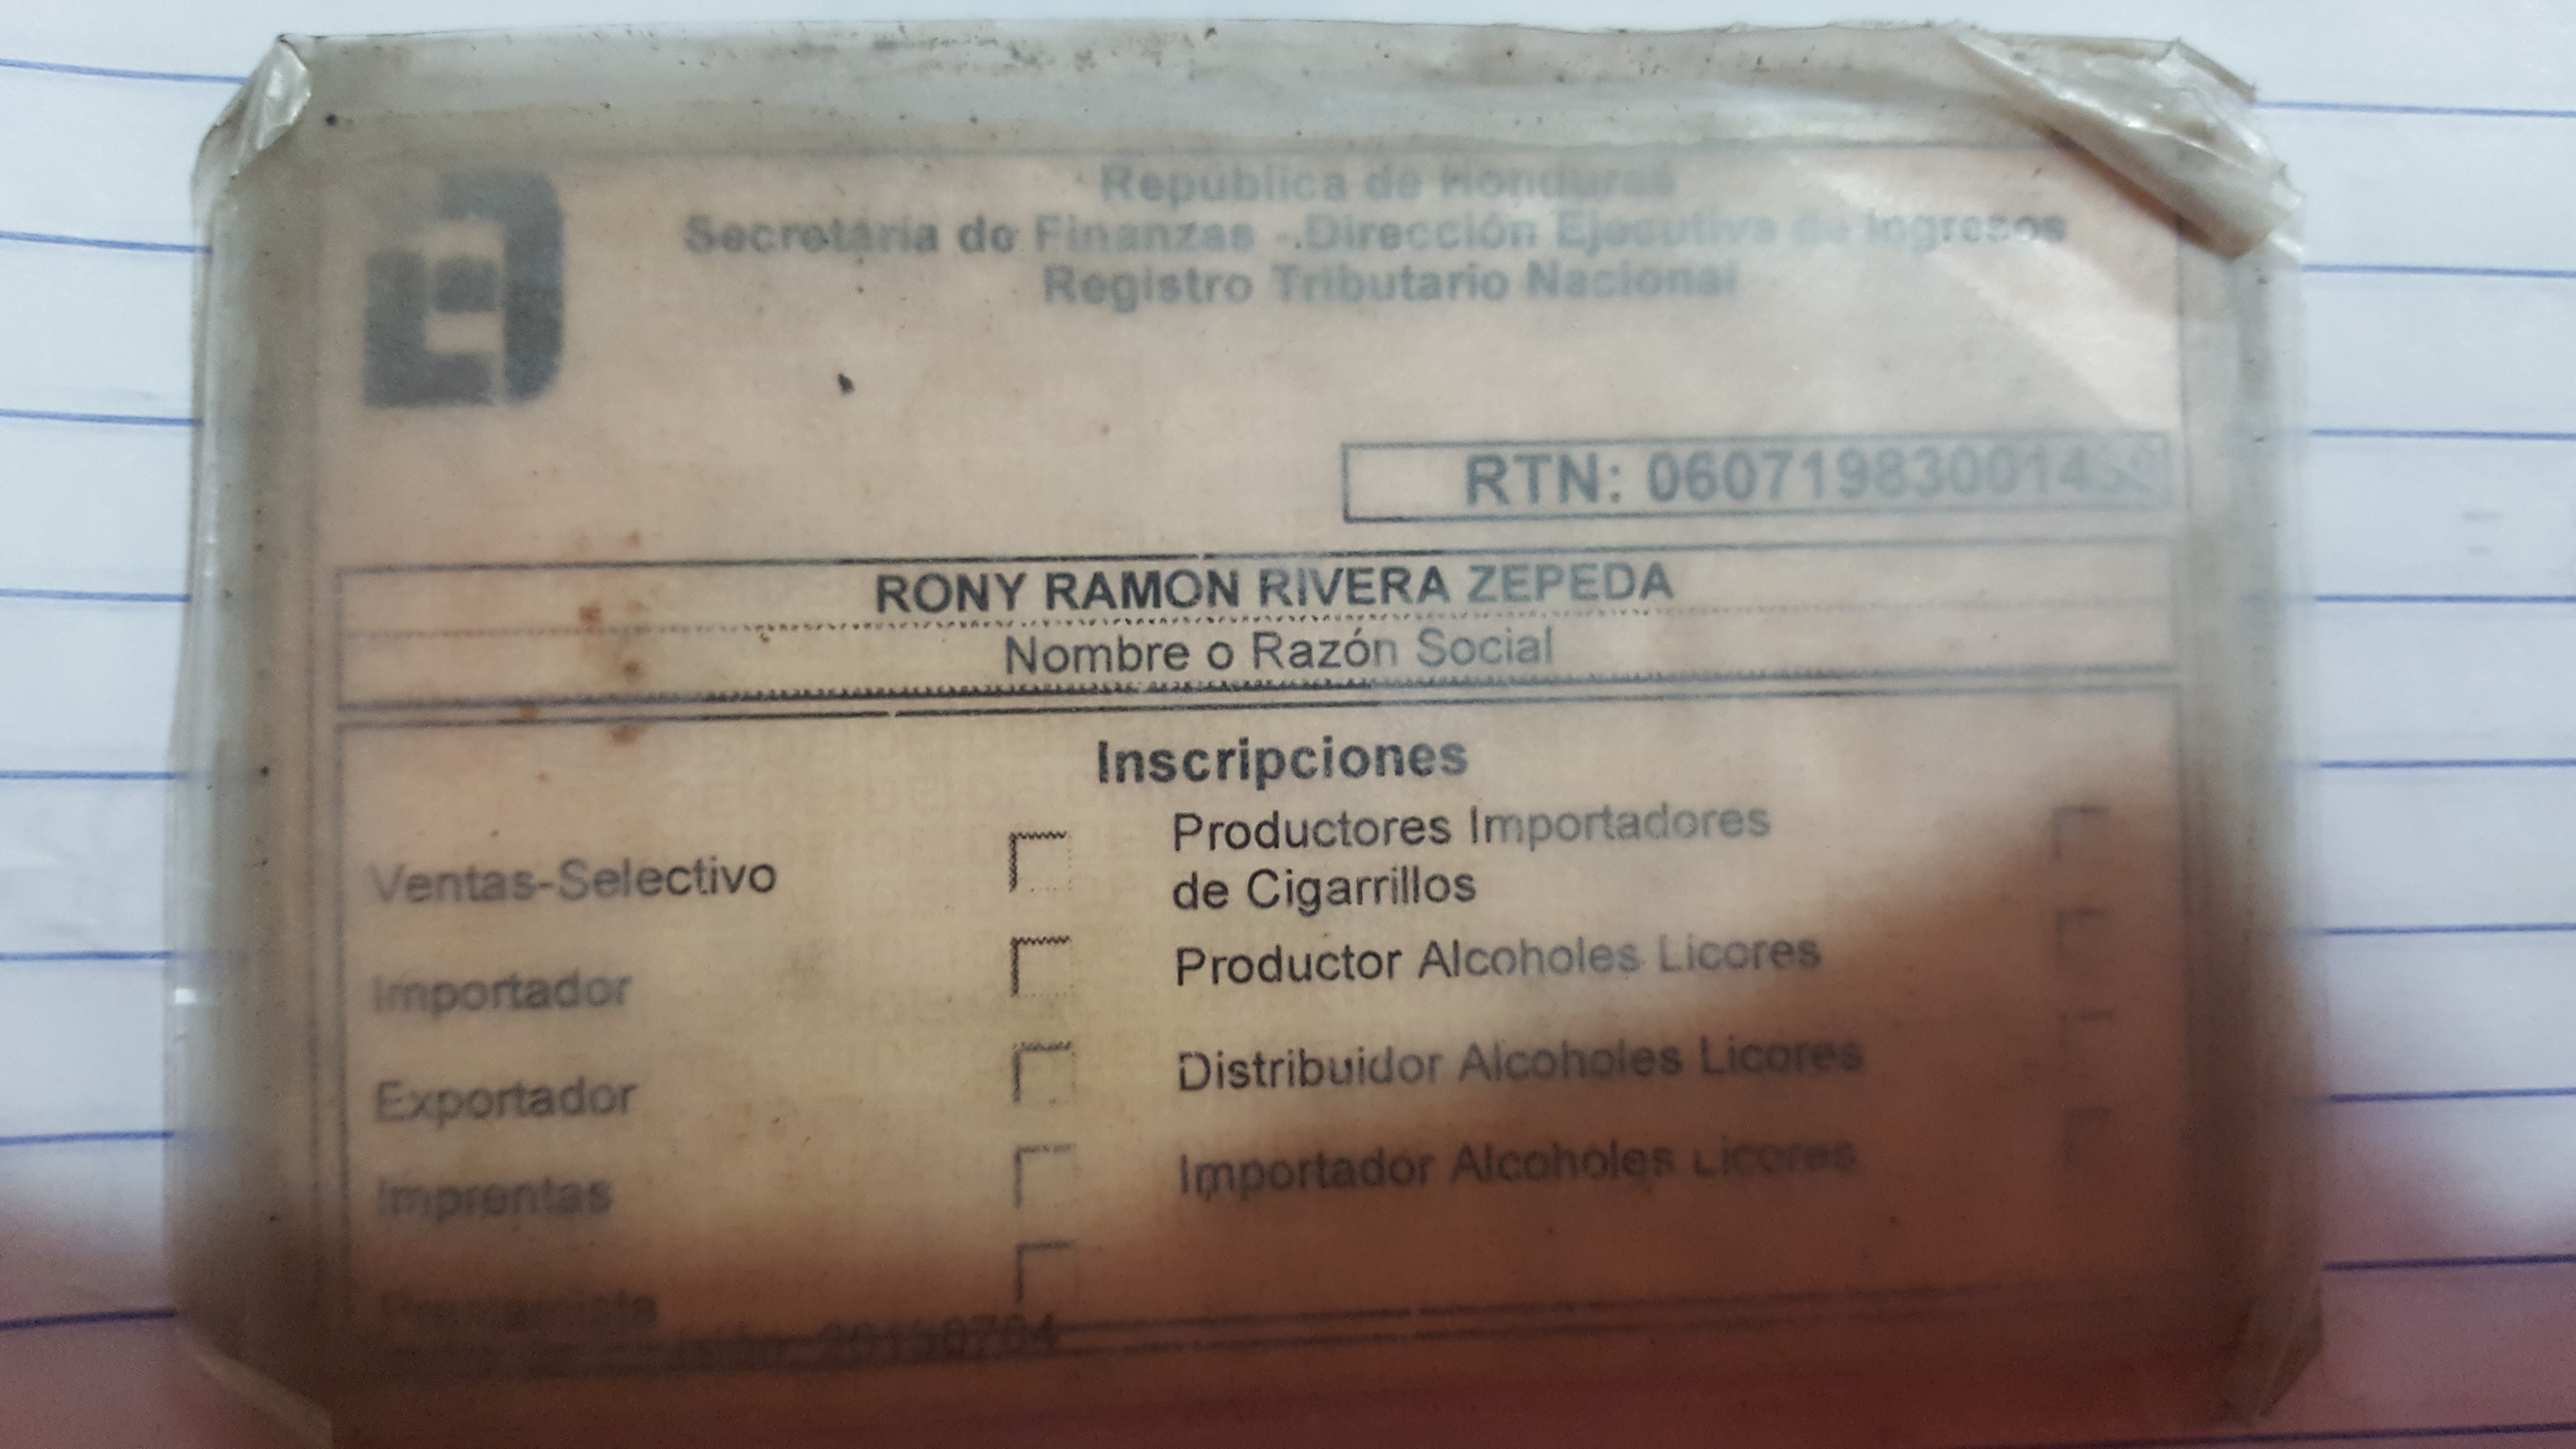 República de Honduras
Secretaría de Finanzas - Dirección Ejecutiva de Ingresos
Registro Tributario Nacional
RTN:
RONY RAMON RIVERA ZEPEDA
Nombre o Razón Social
Inscripciones
Ventas-Selectivo
Productores Importadores
de Cigarrillos
Importador
Productor Alcoholes Licores
Exportador
Distribuidor Alcoholes Licores
Imprentas
Importador Alcoholes Licores